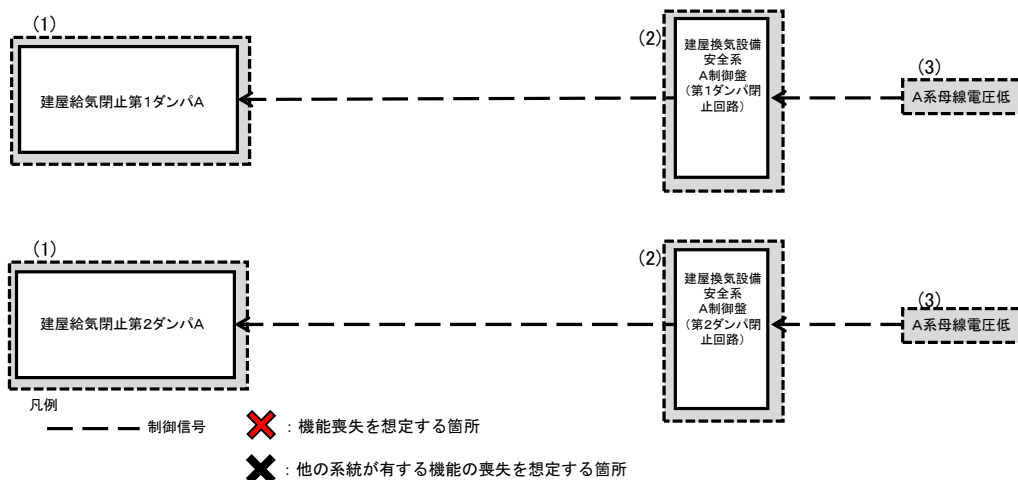 (1)
建屋給気閉止第1ダンパA
(2)
建屋換気設備
安全系
A制御盤
(第1ダンパ閉
止回路)
(3)
A系母線電圧低
(1)
建屋給気閉止第2ダンパA
(2)
建屋換気設備
安全系
A制御盤
(第2ダンパ閉
止回路)
(3)
A系母線電圧低
凡例
制御信号
：機能喪失を想定する箇所
：他の系統が有する機能の喪失を想定する箇所